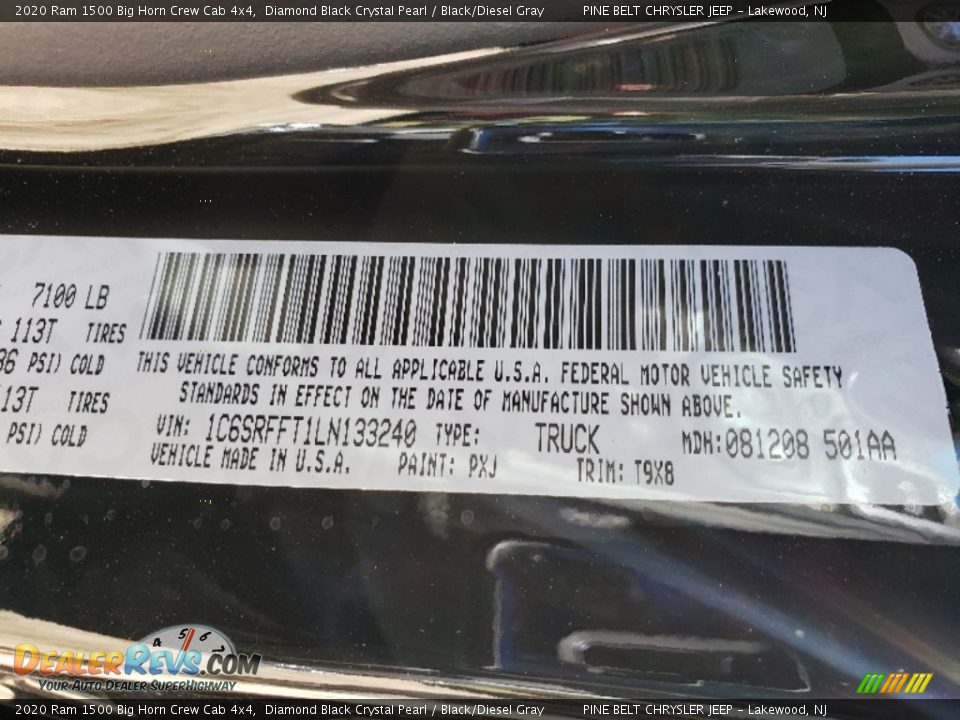 2020 Ram 1500 Big Horn Crew Cab 4x4, Diamond Black Crystal Pearl / Black/Diesel Gray PINE BELT CHRYSLER JEEP - Lakewood, NJ
7100 LB
113T TIRES
PSI) COLD
13T TIRES
PSI) COLD
THIS VEHICLE CONFORMS TO ALL APPLICABLE U.S.A. FEDERAL MOTOR VEHICLE SAFETY
STANDARDS IN EFFECT ON THE DATE OF MANUFACTURE SHOWN ABOVE.
VIN: 1C6SRFFT1LN133240 TYPE: TRUCK MDH:081208 501AA
VEHICLE MADE IN U.S.A. PAINT: PXJ TRIM: T9X8
4 5 6
DEALERREVS.COM
YOUR AUTO DEALER SUPERHIGHWAY
2020 Ram 1500 Big Horn Crew Cab 4x4, Diamond Black Crystal Pearl / Black/Diesel Gray PINE BELT CHRYSLER JEEP - Lakewood, NJ